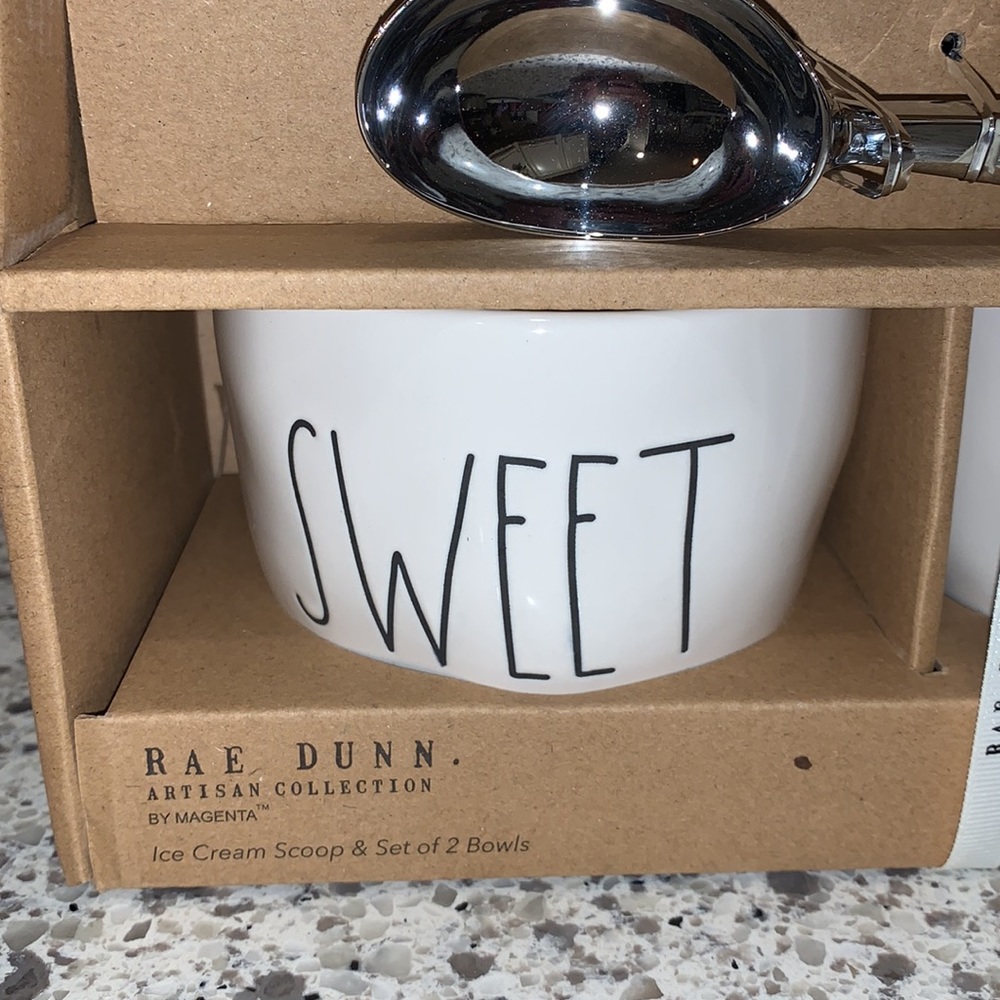 SWEET
RAE DUNN.
ARTISAN COLLECTION
BY MAGENTA™
Ice Cream Scoop & Set of 2 Bowls